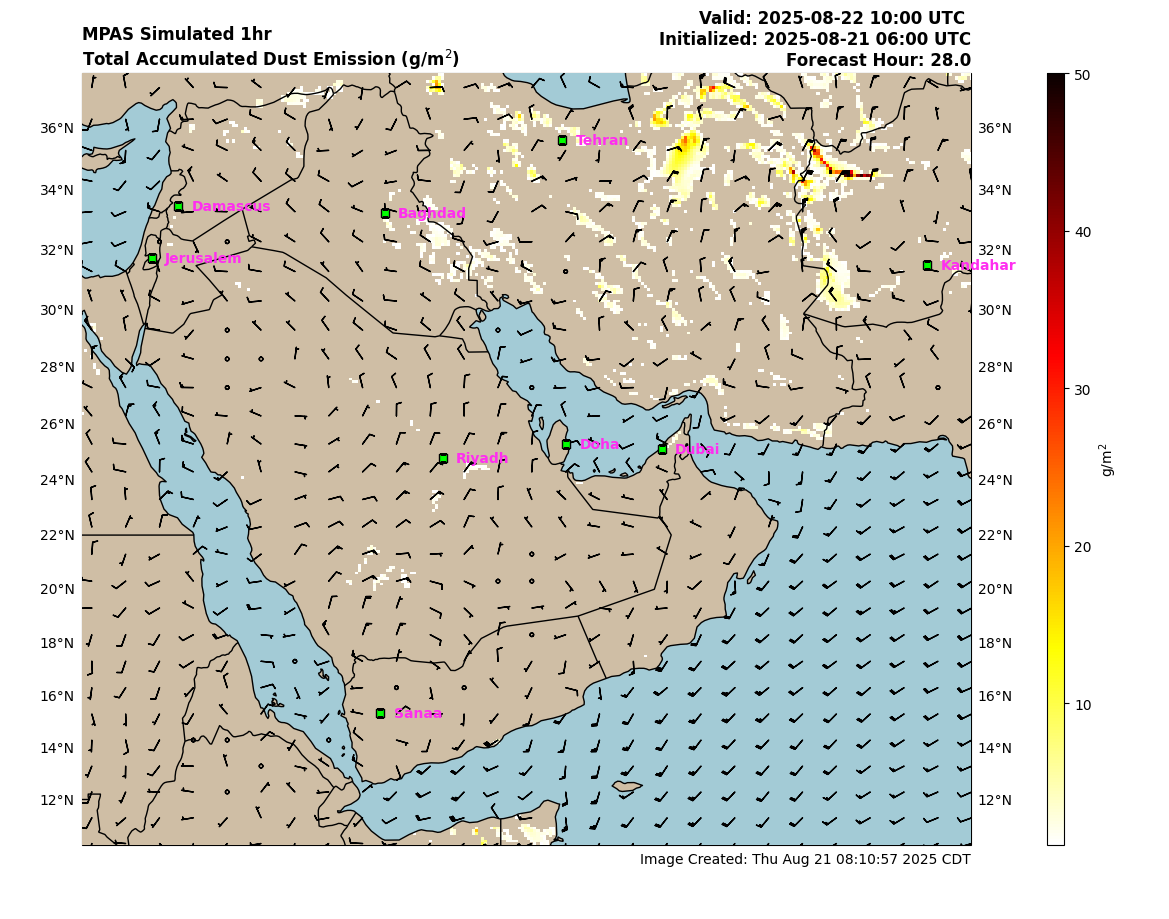 MPAS Simulated 1hr
Total Accumulated Dust Emission (g/m²)
Valid: 2025-08-22 10:00 UTC
Initialized: 2025-08-21 06:00 UTC
Forecast Hour: 28.0
36°N
34°N
32°N
30°N
28°N
26°N
24°N
22°N
20°N
18°N
16°N
14°N
12°N
Tehran
Damascus
Baghdad
Jerusalem
Kandahar
Doha
Dubai
Riyadh
Sanaa
36°N
34°N
32°N
30°N
28°N
26°N
24°N
22°N
20°N
18°N
16°N
14°N
12°N
50
40
30
20
10
g/m²
Image Created: Thu Aug 21 08:10:57 2025 CDT